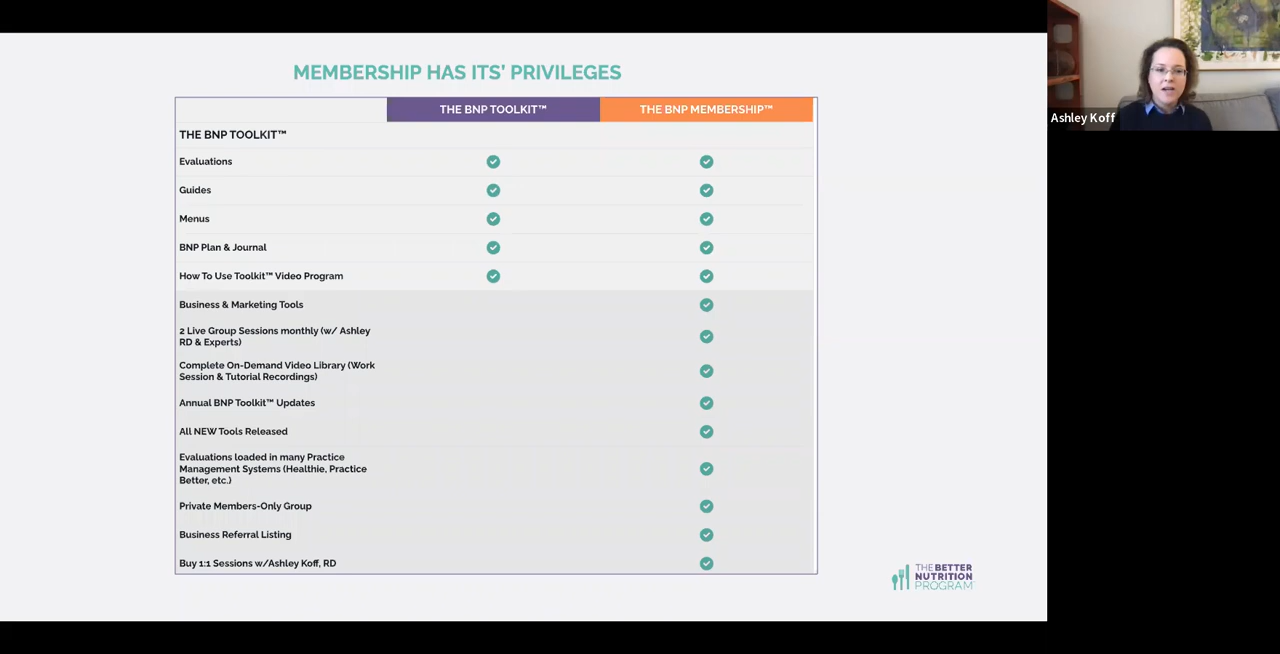 MEMBERSHIP HAS ITS' PRIVILEGES
THE BNP TOOLKIT™
THE BNP MEMBERSHIP™
THE BNP TOOLKIT™
Evaluations
Guides
Menus
BNP Plan & Journal
How To Use Toolkit™ Video Program
Business & Marketing Tools
2 Live Group Sessions monthly (w/ Ashley
RD & Experts)
Complete On-Demand Video Library (Work
Session & Tutorial Recordings)
Annual BNP Toolkit™ Updates
All NEW Tools Released
Evaluations loaded in many Practice
Management Systems (Healthie, Practice
Better, etc.)
Private Members-Only Group
Business Referral Listing
Buy 1:1 Sessions w/Ashley Koff, RD
THE BETTER
NUTRITION
PROGRAM
Ashley Koff